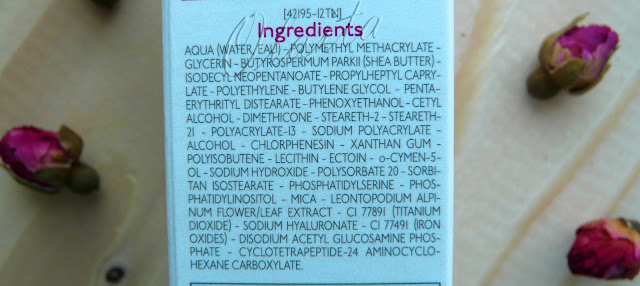 [42195-12TN]
Ingredients
AQUA (WATER, EAU) - POLYMETHYL METHACRYLATE -
GLYCERIN - BUTYROSPERMUM PARKII (SHEA BUTTER) -
ISODECYL NEOPENTANOATE - PROPYLHEPTYL CAPRY-
LATE - POLYETHYLENE - BUTYLENE GLYCOL - PENTA-
ERYTHRITYL DISTEARATE - PHENOXYETHANOL - CETYL
ALCOHOL - DIMETHICONE - STEARETH-2 - STEARETH-
21 - POLYACRYLATE-13 - SODIUM POLYACRYLATE -
ALCOHOL - CHLORPHENESIN - XANTHAN GUM -
POLYISOBUTENE - LECITHIN - ECTOIN - o-CYMEN-5-
OL - SODIUM HYDROXIDE - POLYSORBATE 20 - SORBI-
TAN ISOSTEARATE - PHOSPHATIDYLSERINE - PHOS-
PHATIDYLINOSITOL - MICA - LEONTOPODIUM ALPI-
NUM FLOWER/LEAF EXTRACT - CI 77891 (TITANIUM
DIOXIDE) - SODIUM HYALURONATE - CI 77491 (IRON
OXIDES) - DISODIUM ACETYL GLUCOSAMINE PHOS-
PHATE - CYCLOTETRAPEPTIDE-24 AMINOCYCLO-
HEXANE CARBOXYLATE.